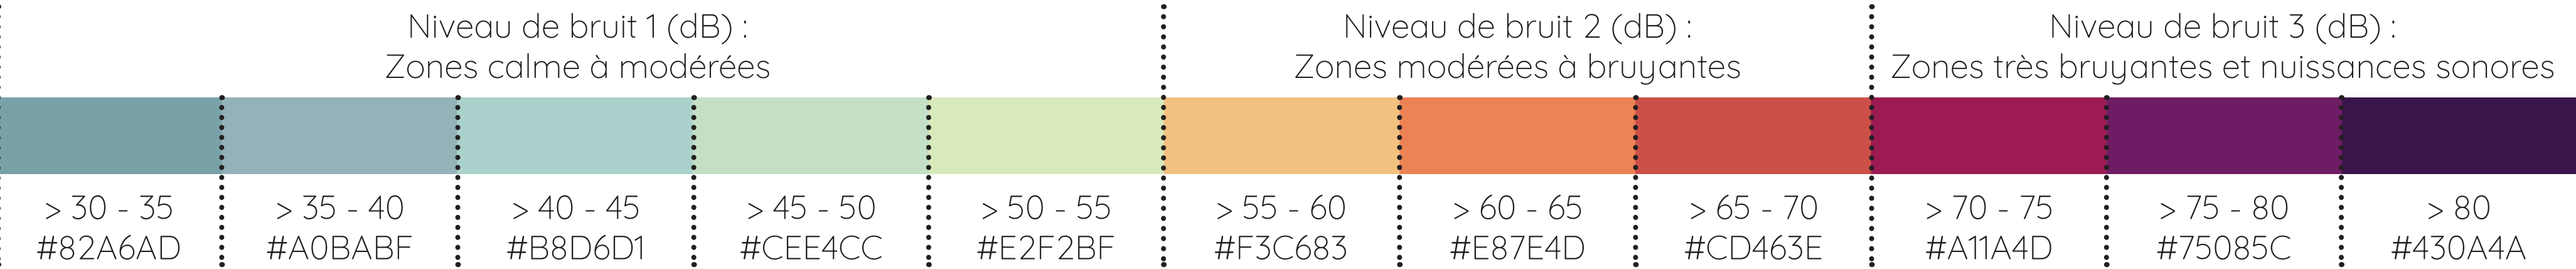 Niveau de bruit 1 (dB) :
Zones calme à modérées
Niveau de bruit 2 (dB) :
Zones modérées à bruyantes
Niveau de bruit 3 (dB) :
Zones très bruyantes et nuissances sonores
> 30 - 35
#82A6AD
> 35 - 40
#A0BABF
> 40 - 45
#B8D6D1
> 45 - 50
#CEE4CC
> 50 - 55
#E2F2BF
> 55 - 60
#F3C683
> 60 - 65
#E87E4D
> 65 - 70
#CD463E
> 70 - 75
#A11A4D
> 75 - 80
#75085C
> 80
#430A4A